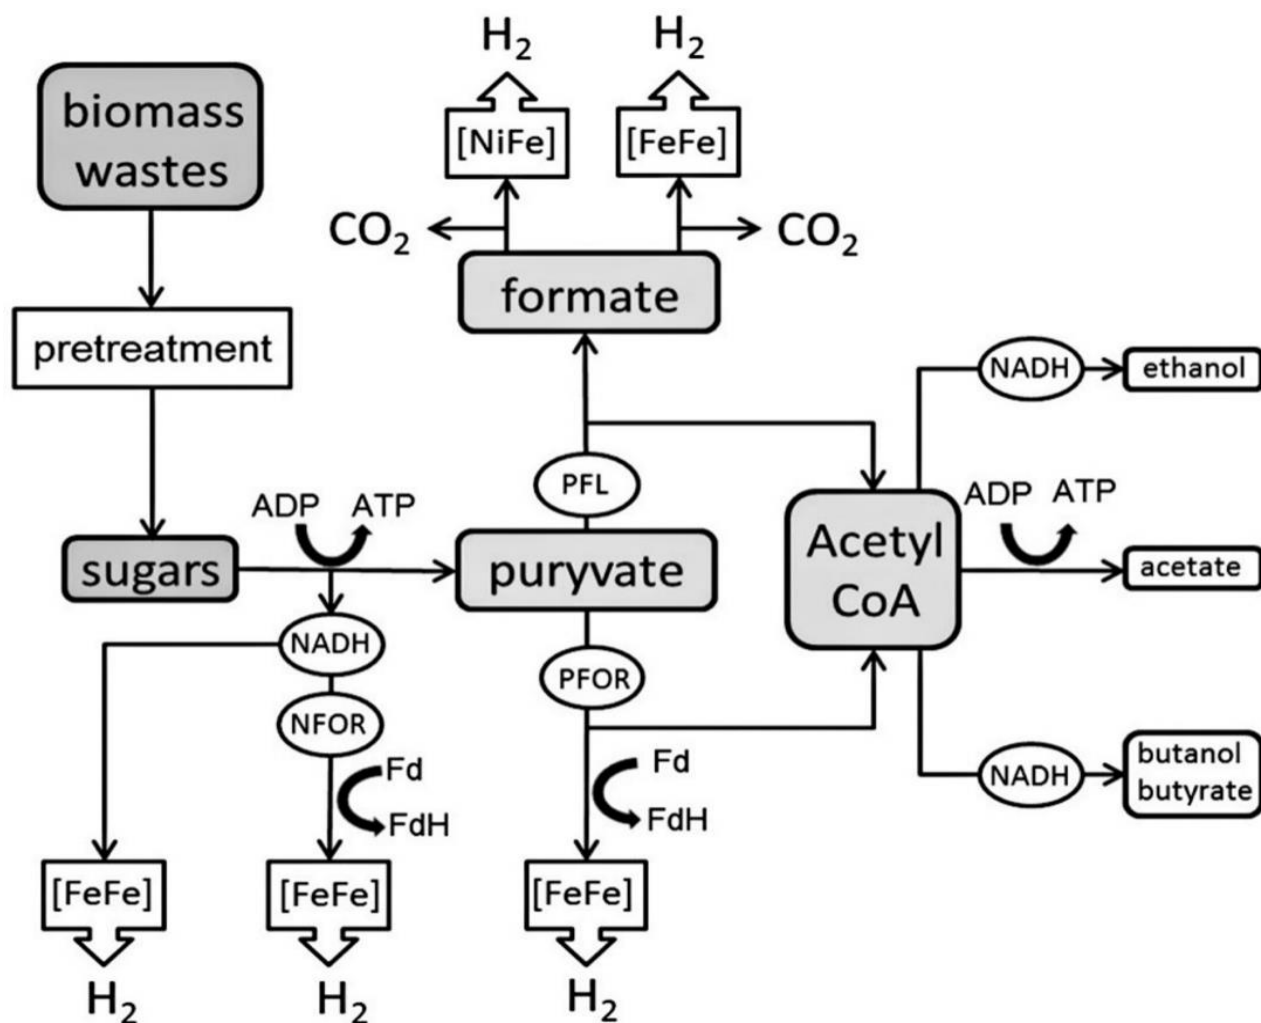 H2
H2
biomass
wastes
[NiFe]
[FeFe]
CO2
CO2
formate
pretreatment
NADH
ethanol
PFL
ADP
ATP
ADP
ATP
Acetyl
CoA
sugars
puryvate
acetate
NADH
PFOR
NFOR
Fd
FdH
Fd
FdH
NADH
butanol
butyrate
[FeFe]
[FeFe]
[FeFe]
H2
H2
H2